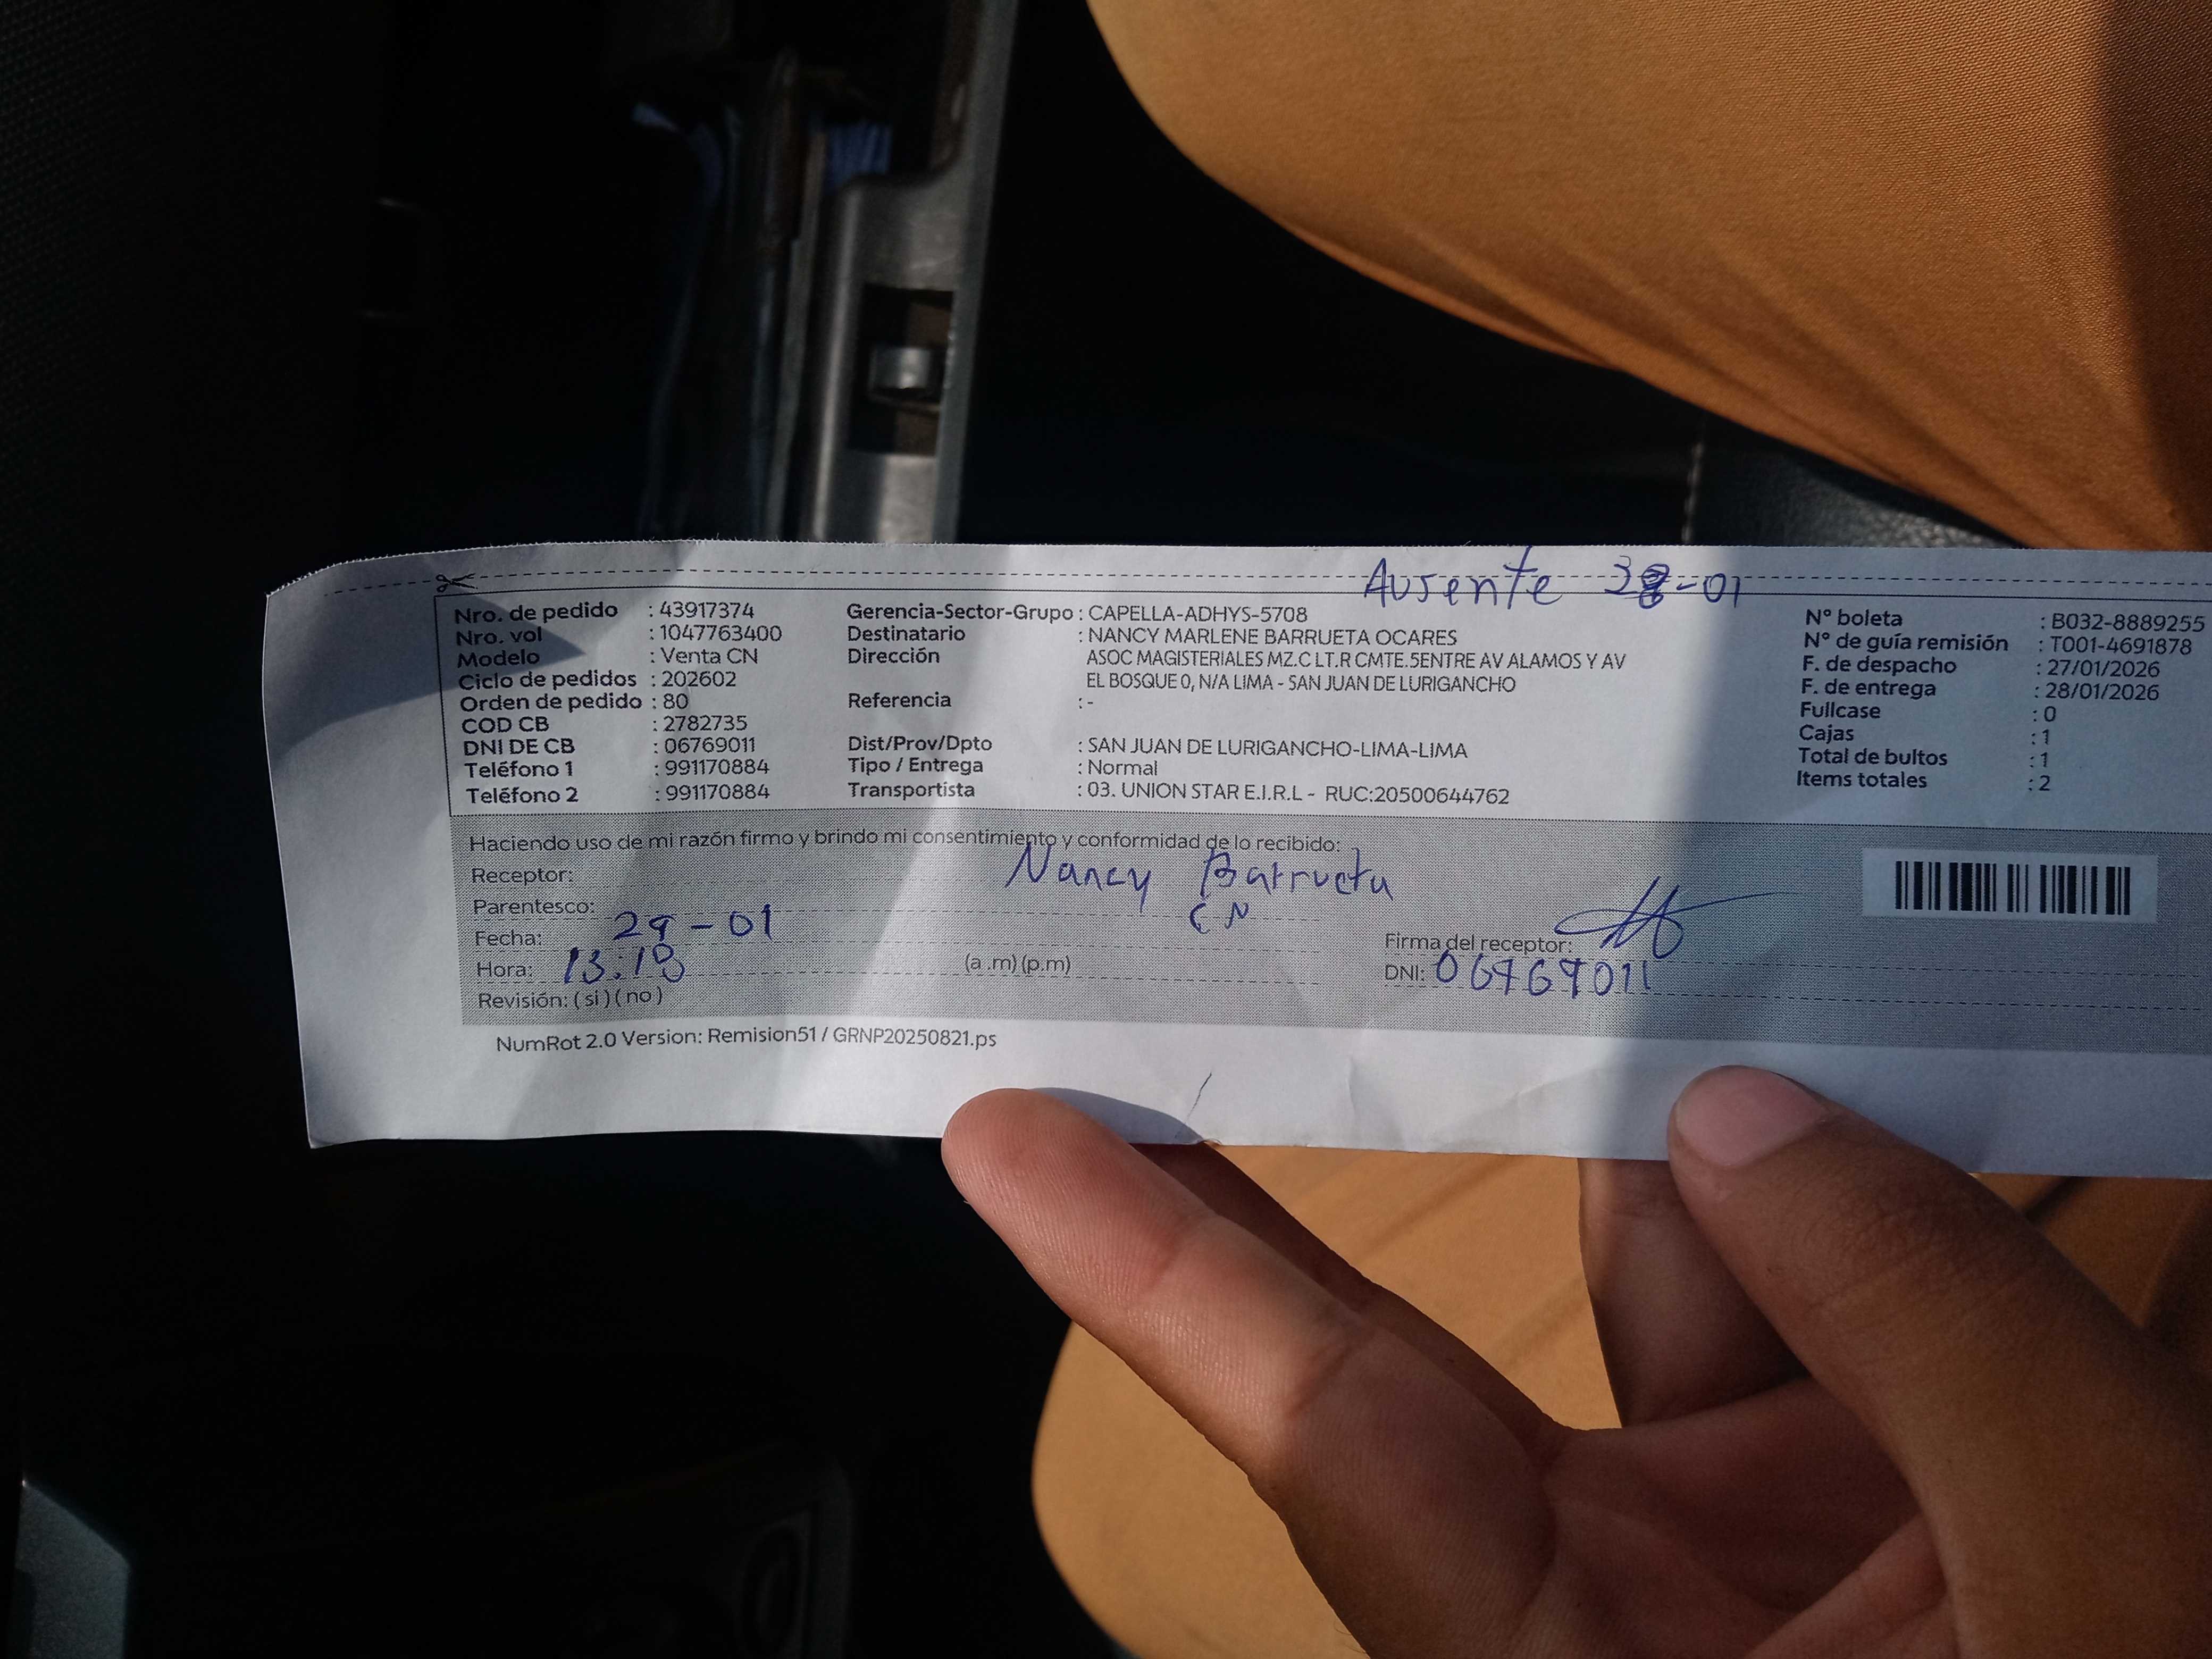 Ausente 28-01
Nro. de pedido : 43917374
Nro. vol : 1047763400
Modelo : Venta CN
Ciclo de pedidos : 202602
Orden de pedido : 80
COD CB : 2782735
DNI DE CB : 06769011
Teléfono 1 : 991170884
Teléfono 2 : 991170884
Gerencia-Sector-Grupo : CAPELLA-ADHYS-5708
Destinatario : NANCY MARLENE BARRUETA OCARES
Dirección : ASOC MAGISTERIALES MZ.C LT.R CMTE.5ENTRE AV ALAMOS Y AV
EL BOSQUE 0, N/A LIMA - SAN JUAN DE LURIGANCHO
Referencia : -
Dist/Prov/Dpto : SAN JUAN DE LURIGANCHO-LIMA-LIMA
Tipo / Entrega : Normal
Transportista : 03. UNION STAR E.I.R.L - RUC:20500644762
N° boleta : B032-8889255
N° de guía remisión : T001-4691878
F. de despacho : 27/01/2026
F. de entrega : 28/01/2026
Fullcase : 0
Cajas : 1
Total de bultos : 1
Items totales : 2
Haciendo uso de mi razón firmo y brindo mi consentimiento y conformidad de lo recibido:
Receptor: Nancy Barrueta
Parentesco: CN
Fecha: 29-01
Hora: 13:18 (a .m) (p.m)
Revisión: ( si ) ( no )
Firma del receptor:
DNI: 06769011
NumRot 2.0 Version: Remision51 / GRNP20250821.ps